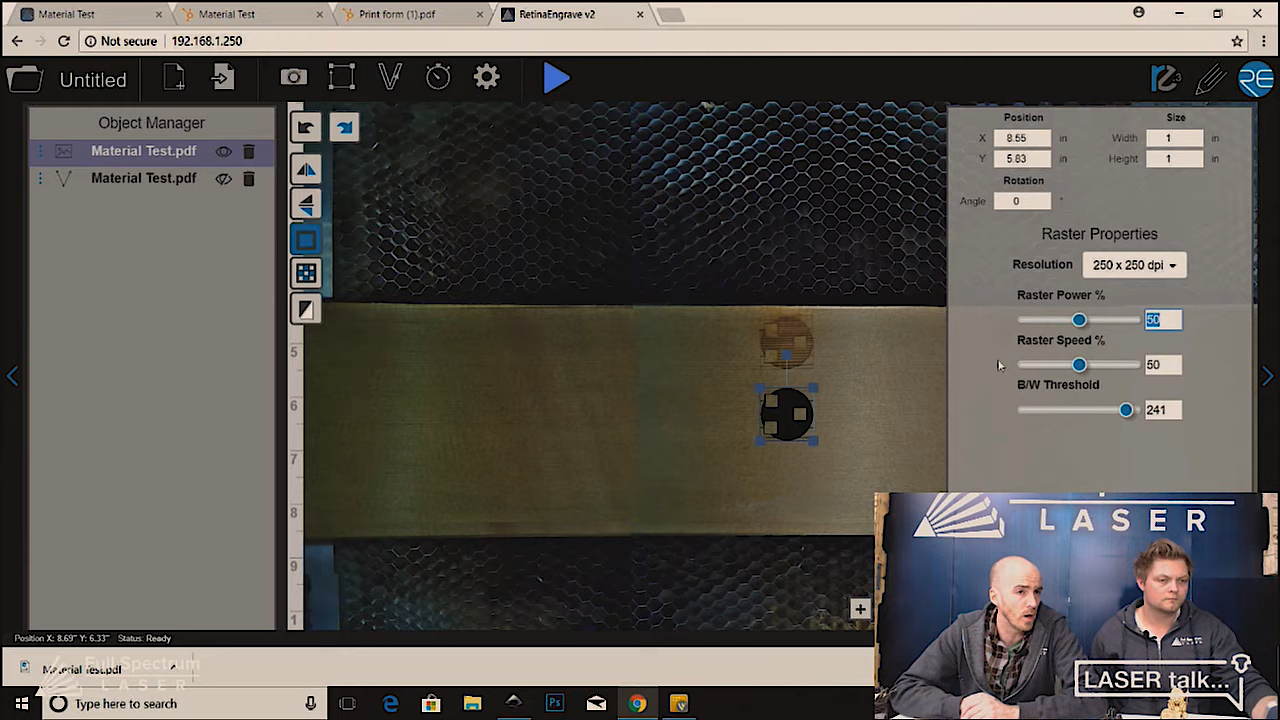 Material Test
Material Test
Print form (1).pdf
RetinaEngrave v2
Not secure
192.168.1.250
Untitled
Object Manager
Material Test.pdf
Material Test.pdf
Position
Size
X 8.55 in
Width 1 in
Y 5.83 in
Height 1 in
Rotation
Angle 0 °
Raster Properties
Resolution 250 x 250 dpi
Raster Power %
50
Raster Speed %
50
B/W Threshold
241
5
6
7
8
9
1
LASER
LASER talk...
Position X: 8.69" Y: 6.33" Status: Ready
Material Test.pdf
Full Spectrum
LASER
Type here to search